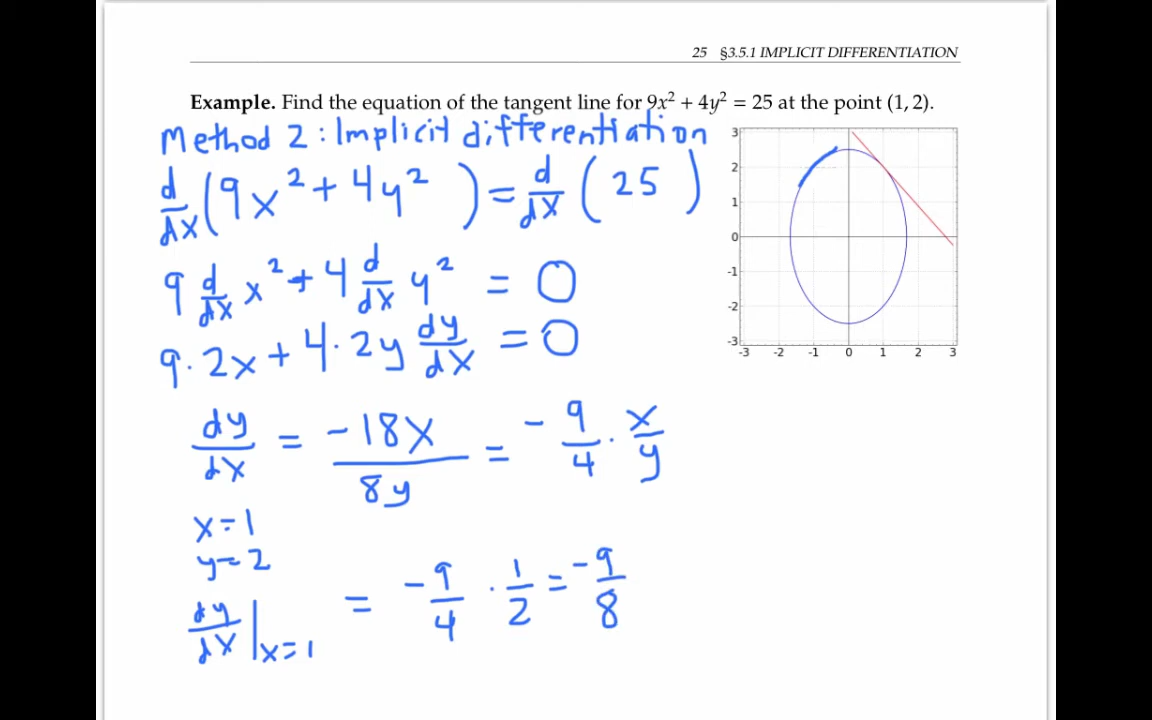 25 §3.5.1 IMPLICIT DIFFERENTIATION
Example. Find the equation of the tangent line for 9x² + 4y² = 25 at the point (1, 2).
Method 2: Implicit differentiation
d/dx (9x² + 4y²) = d/dx (25)
9 d/dx x² + 4 d/dx y² = 0
9·2x + 4·2y dy/dx = 0
dy/dx = -18x/8y = -9/4 · x/y
x=1
y=2
dy/dx |x=1 = -9/4 · 1/2 = -9/8
3
2
1
0
-1
-2
-3
-3 -2 -1 0 1 2 3